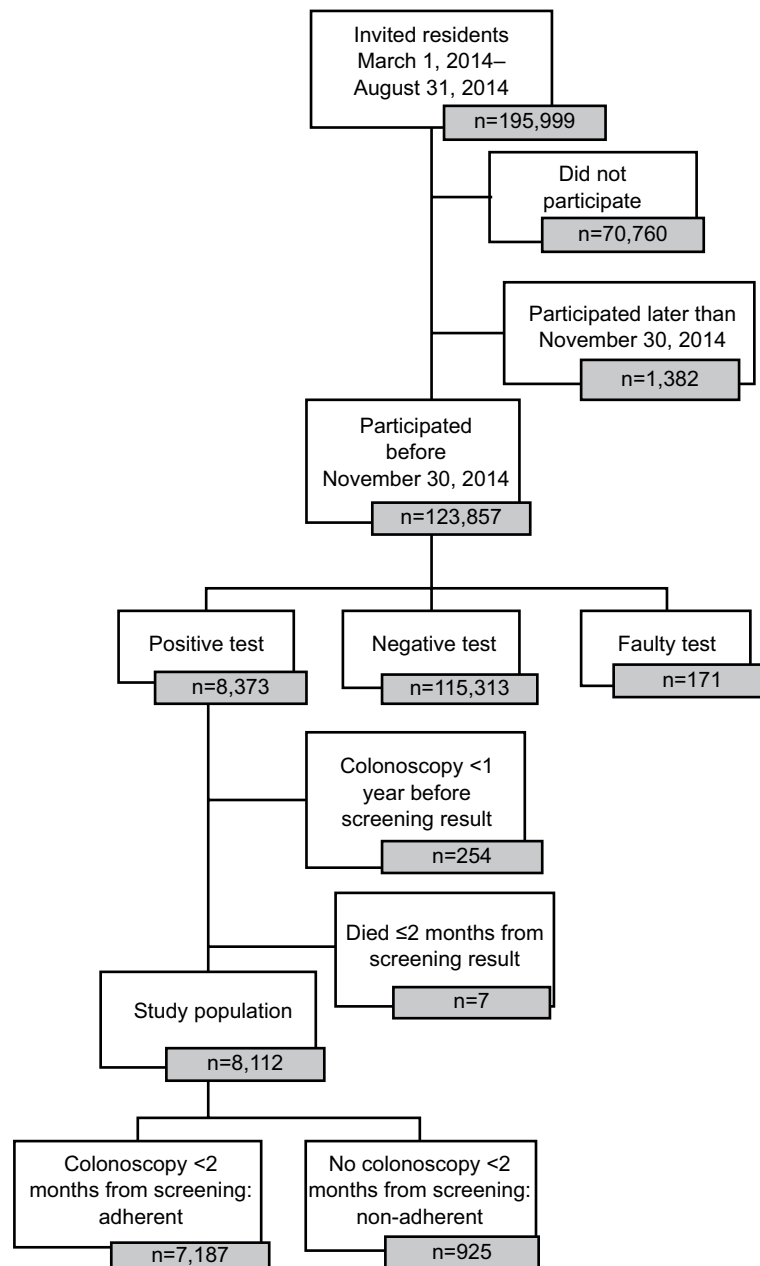 Invited residents
March 1, 2014–
August 31, 2014
n=195,999
Did not
participate
n=70,760
Participated later than
November 30, 2014
n=1,382
Participated
before
November 30, 2014
n=123,857
Positive test
n=8,373
Negative test
n=115,313
Faulty test
n=171
Colonoscopy <1
year before
screening result
n=254
Died ≤2 months from
screening result
n=7
Study population
n=8,112
Colonoscopy <2
months from screening:
adherent
n=7,187
No colonoscopy <2
months from screening:
non-adherent
n=925